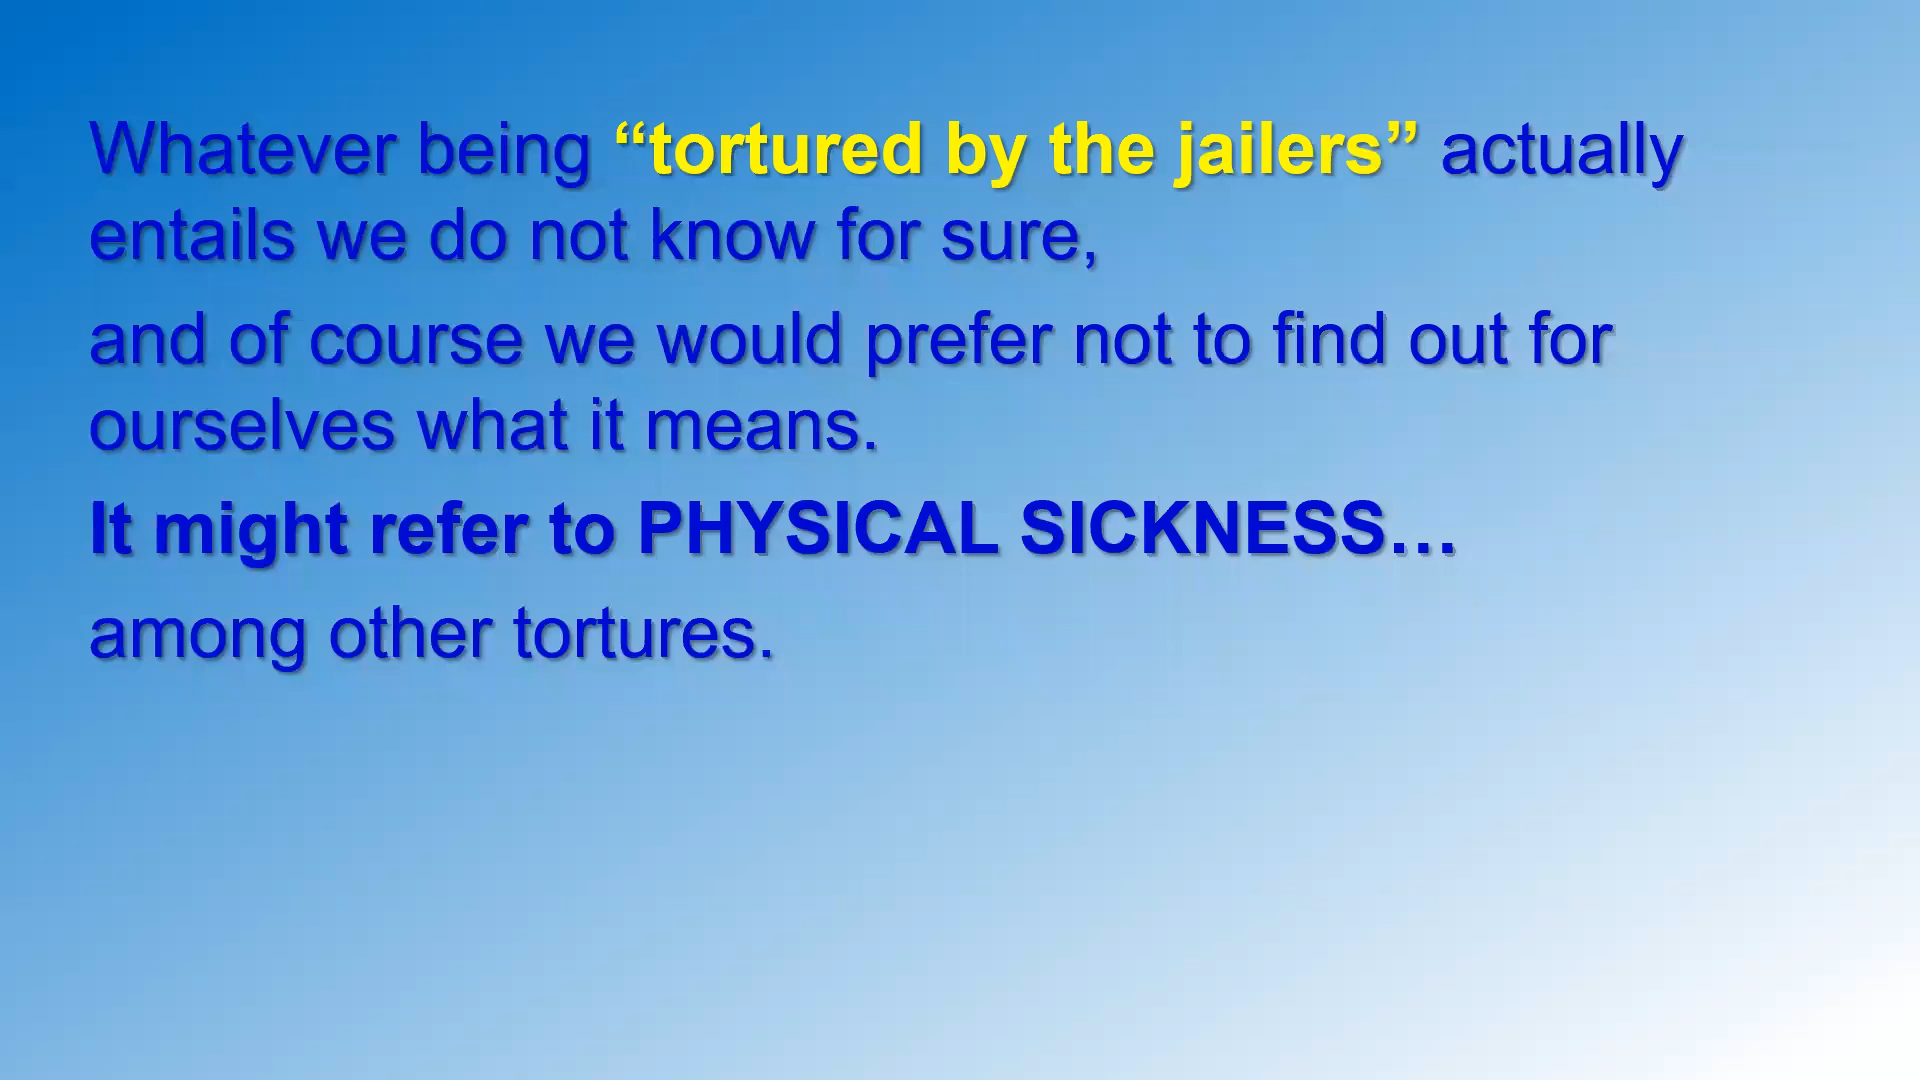 Whatever being “tortured by the jailers” actually
entails we do not know for sure,
and of course we would prefer not to find out for
ourselves what it means.
It might refer to PHYSICAL SICKNESS…
among other tortures.